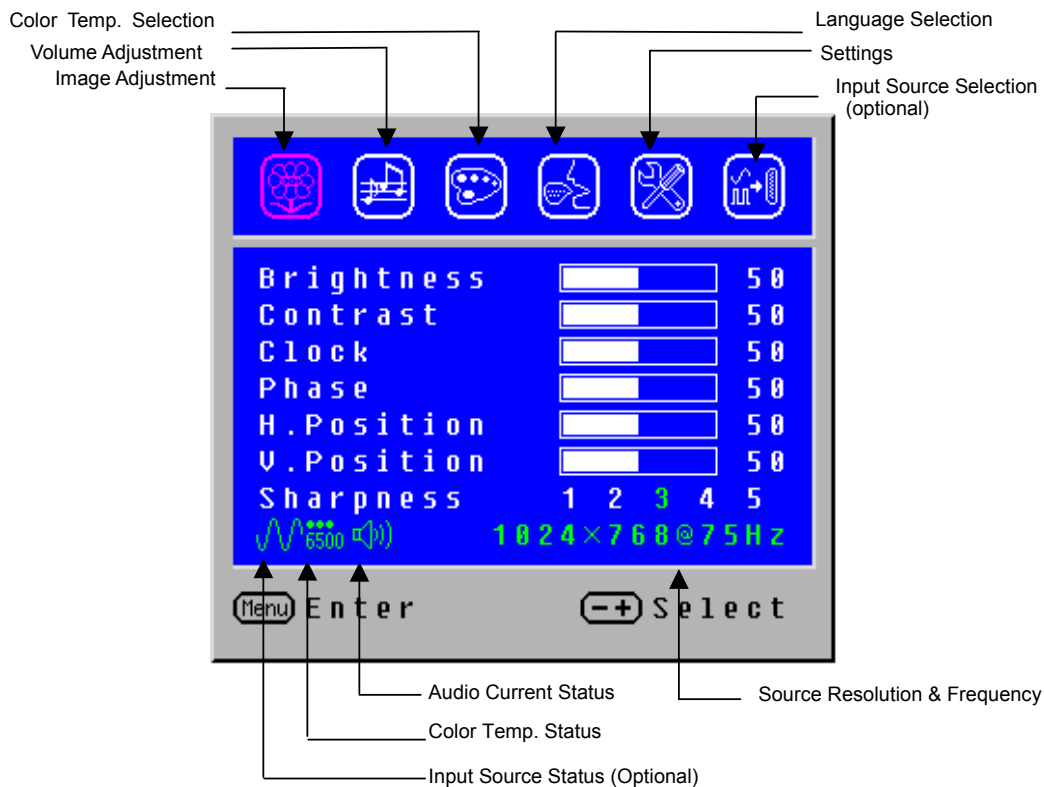 Color Temp. Selection
Volume Adjustment
Image Adjustment
Language Selection
Settings
Input Source Selection
(optional)
Brightness 50
Contrast 50
Clock 50
Phase 50
H.Position 50
V.Position 50
Sharpness 1 2 3 4 5
6500 1024×768@75Hz
Menu Enter -+ Select
Audio Current Status
Source Resolution & Frequency
Color Temp. Status
Input Source Status (Optional)